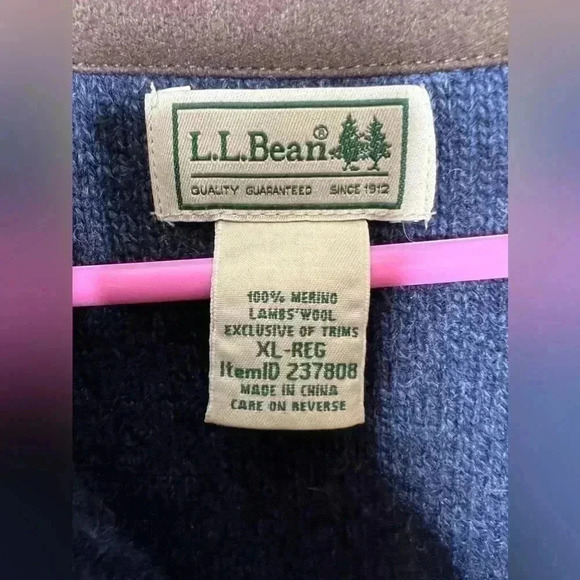 L.L.Bean®
QUALITY GUARANTEED SINCE 1912
100% MERINO
LAMBS' WOOL
EXCLUSIVE OF TRIMS
XL-REG
ItemID 237808
MADE IN CHINA
CARE ON REVERSE